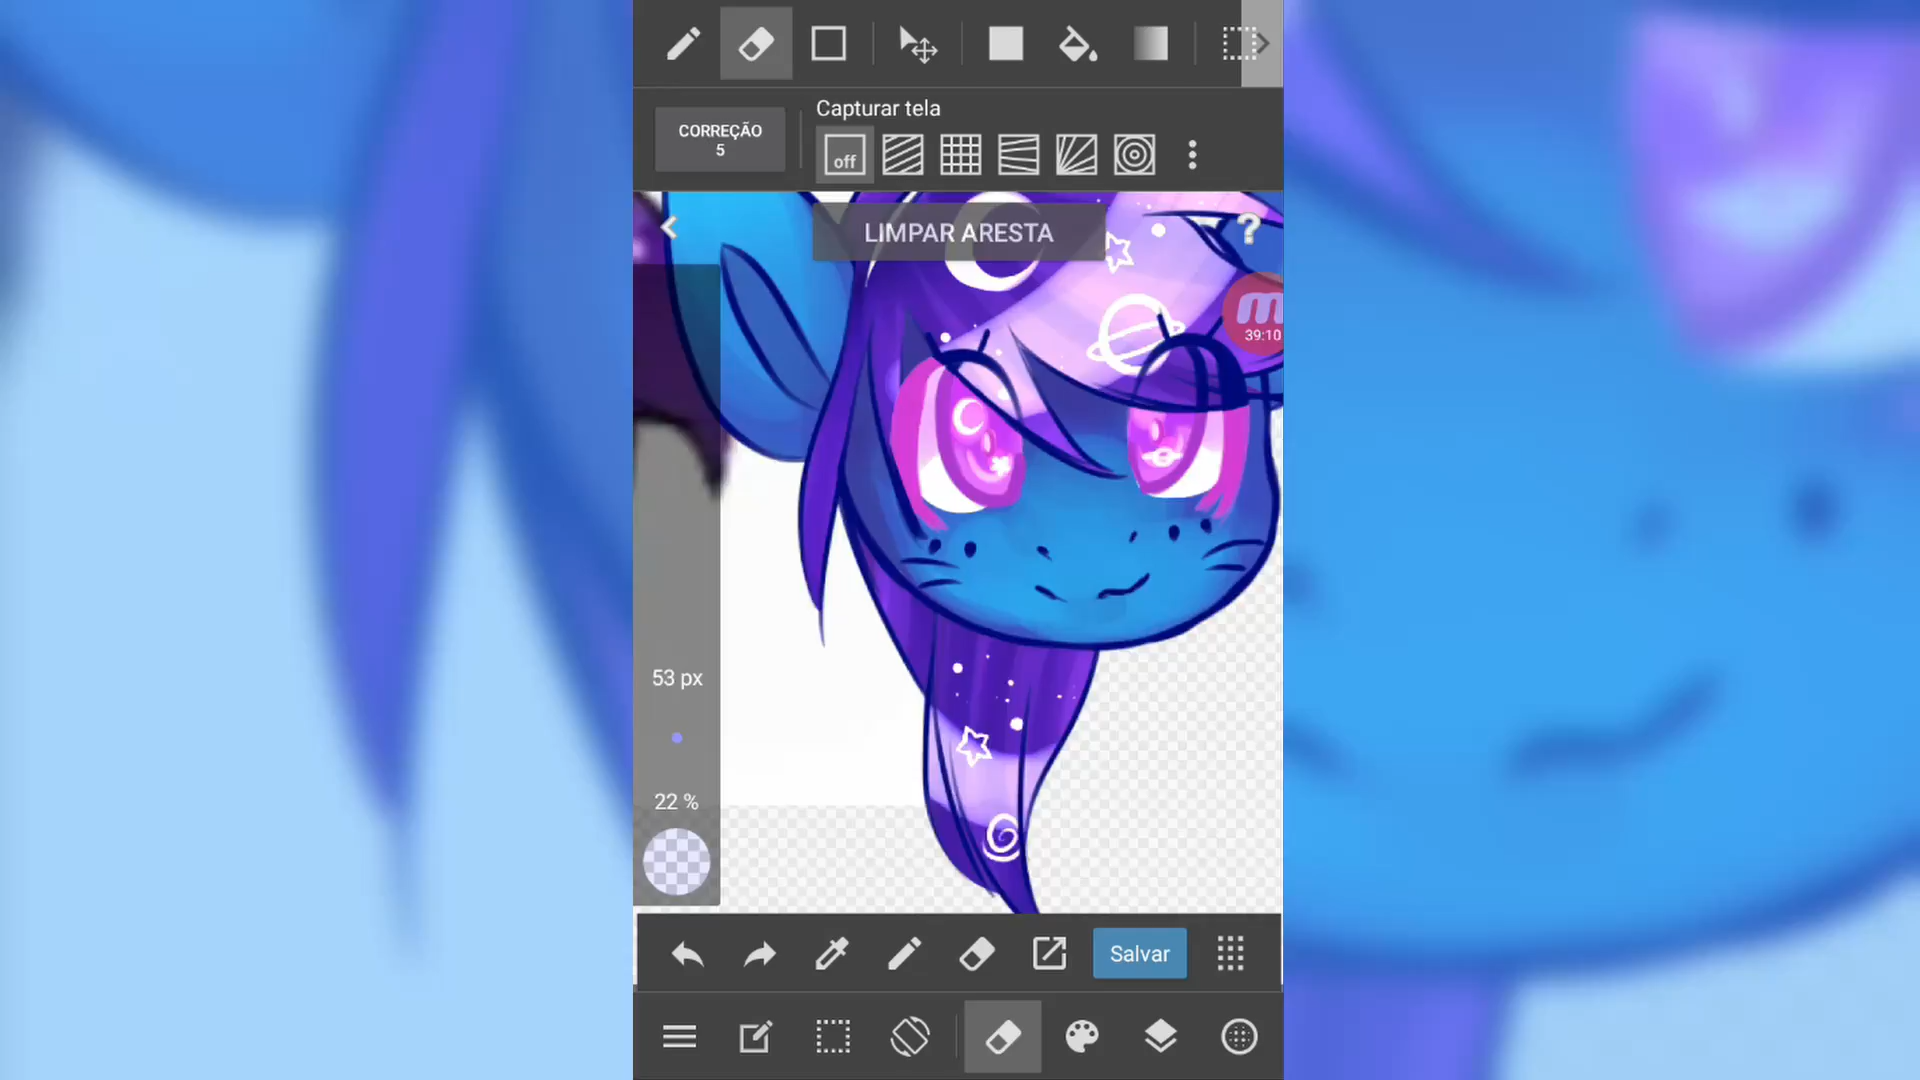 Capturar tela
CORREÇÃO
5
off
LIMPAR ARESTA
?
m
39:10
53 px
22 %
Salvar